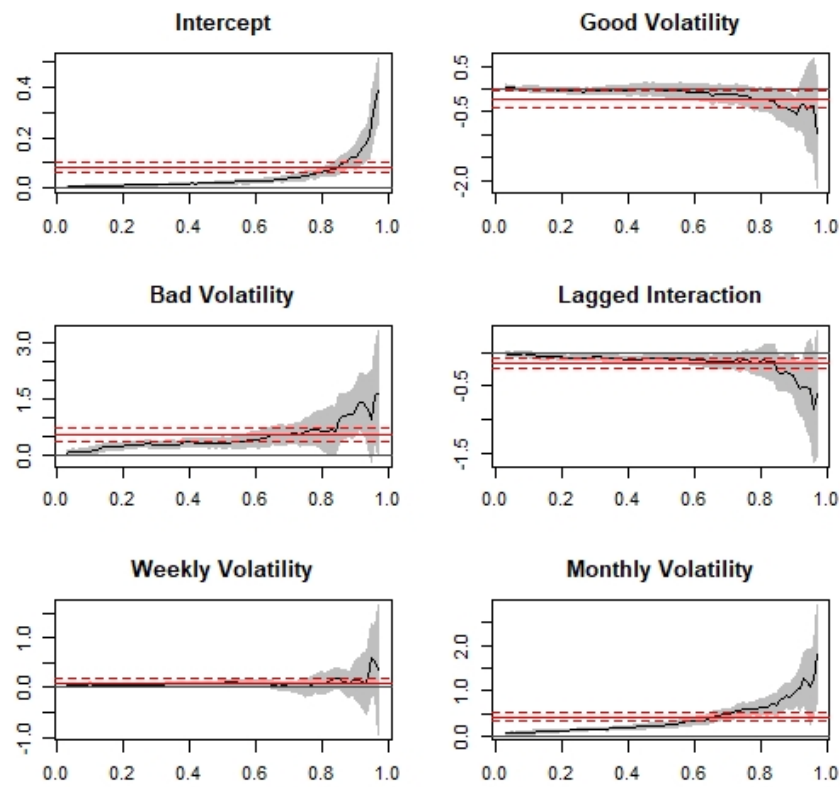 Intercept
0.0 0.2 0.4
0.0 0.2 0.4 0.6 0.8 1.0
Good Volatility
-2.0 -0.5 0.5
0.0 0.2 0.4 0.6 0.8 1.0
Bad Volatility
0.0 1.5 3.0
0.0 0.2 0.4 0.6 0.8 1.0
Lagged Interaction
-1.5 -0.5
0.0 0.2 0.4 0.6 0.8 1.0
Weekly Volatility
-1.0 0.0 1.0
0.0 0.2 0.4 0.6 0.8 1.0
Monthly Volatility
0.0 1.0 2.0
0.0 0.2 0.4 0.6 0.8 1.0